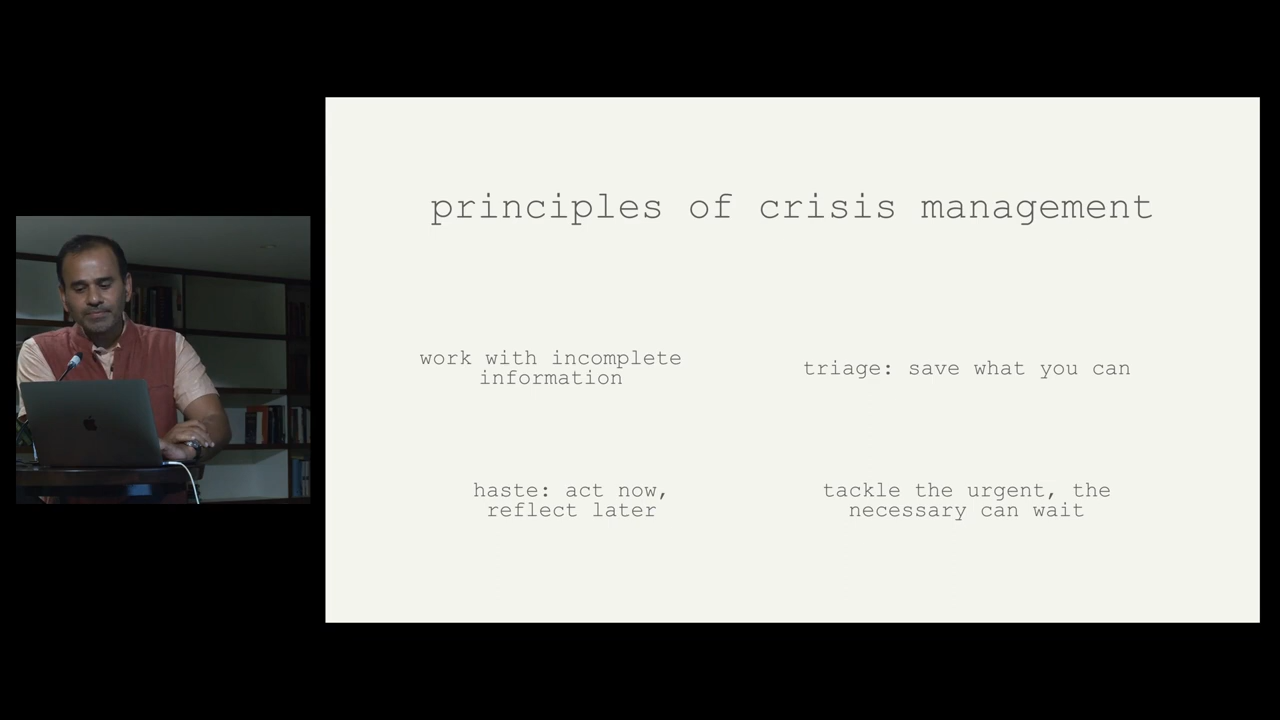 principles of crisis management
work with incomplete
information
triage: save what you can
haste: act now,
reflect later
tackle the urgent, the
necessary can wait